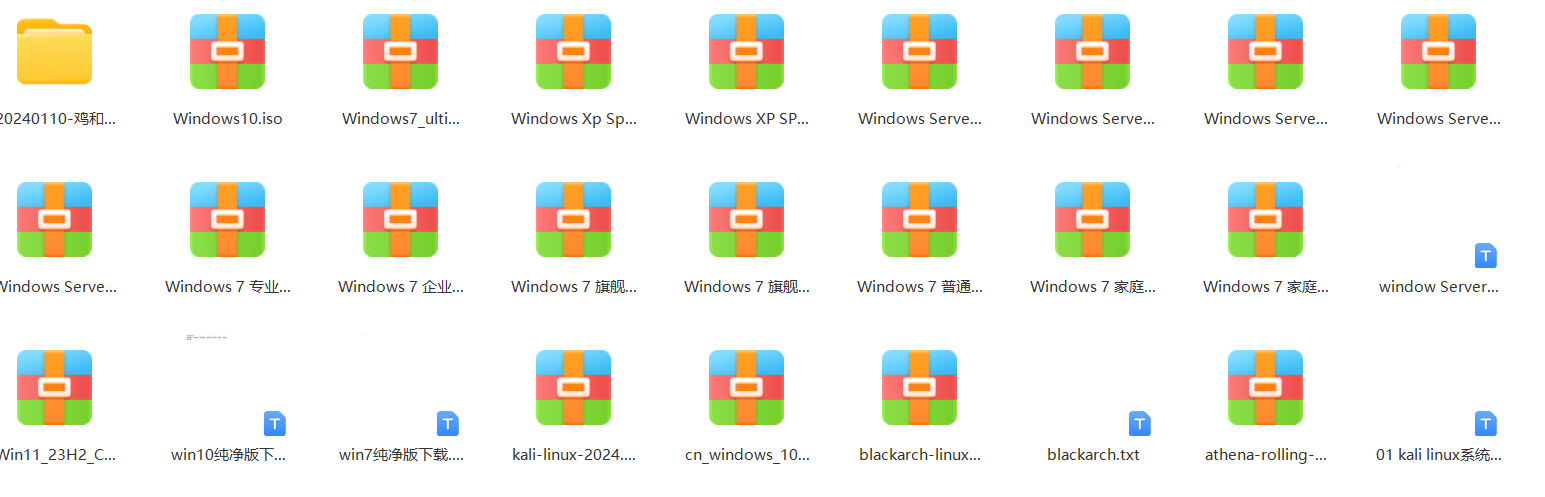 20240110-鸡和...
Windows10.iso
Windows7_ulti...
Windows Xp Sp...
Windows XP SP...
Windows Serve...
Windows Serve...
Windows Serve...
Windows Serve...
Windows Serve...
Windows 7 专业...
Windows 7 企业...
Windows 7 旗舰...
Windows 7 旗舰...
Windows 7 普通...
Windows 7 家庭...
Windows 7 家庭...
window Server...
Win11_23H2_C...
win10纯净版下...
win7纯净版下载....
kali-linux-2024....
cn_windows_10...
blackarch-linux...
blackarch.txt
athena-rolling-...
01 kali linux系统...